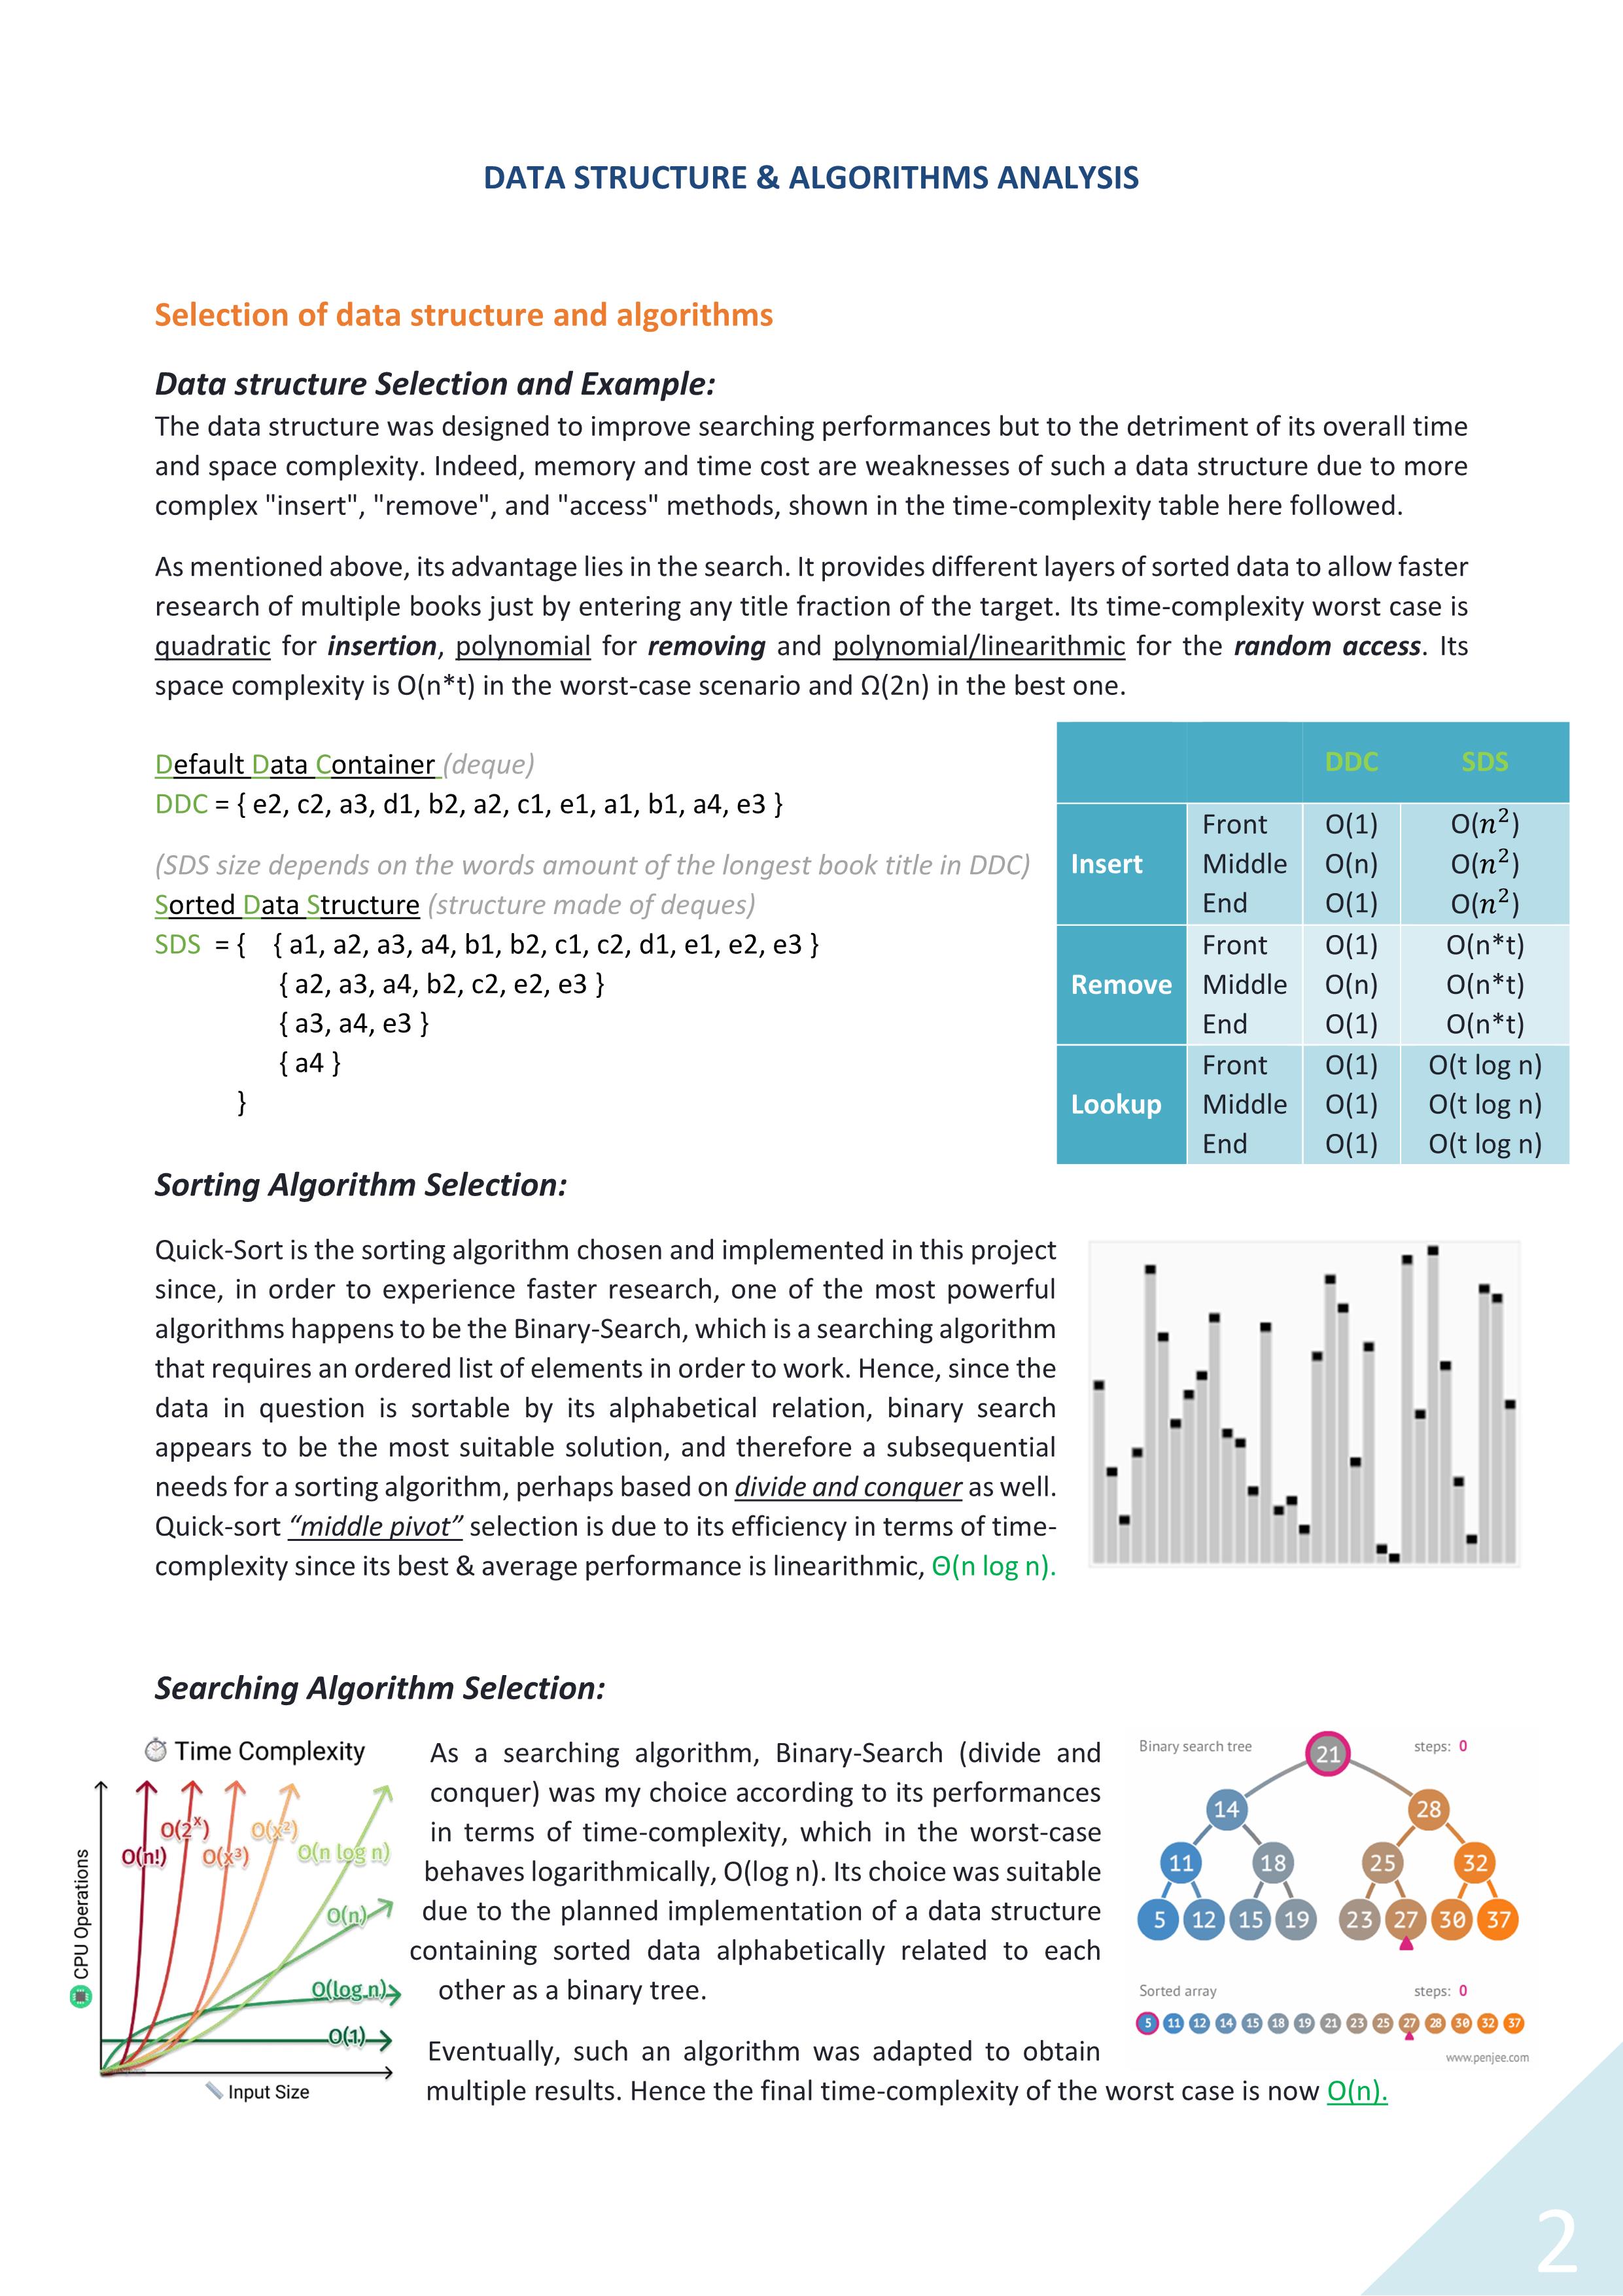 DATA STRUCTURE & ALGORITHMS ANALYSIS
Selection of data structure and algorithms
Data structure Selection and Example:
The data structure was designed to improve searching performances but to the detriment of its overall time
and space complexity. Indeed, memory and time cost are weaknesses of such a data structure due to more
complex "insert", "remove", and "access" methods, shown in the time-complexity table here followed.
As mentioned above, its advantage lies in the search. It provides different layers of sorted data to allow faster
research of multiple books just by entering any title fraction of the target. Its time-complexity worst case is
quadratic for insertion, polynomial for removing and polynomial/linearithmic for the random access. Its
space complexity is O(n*t) in the worst-case scenario and Ω(2n) in the best one.
Default Data Container (deque)
DDC = { e2, c2, a3, d1, b2, a2, c1, e1, a1, b1, a4, e3 }
(SDS size depends on the words amount of the longest book title in DDC)
Sorted Data Structure (structure made of deques)
SDS = { { a1, a2, a3, a4, b1, b2, c1, c2, d1, e1, e2, e3 }
{ a2, a3, a4, b2, c2, e2, e3 }
{ a3, a4, e3 }
{ a4 }
}
DDC SDS
Insert
Front O(1) O(n²)
Middle O(n) O(n²)
End O(1) O(n²)
Remove
Front O(1) O(n*t)
Middle O(n) O(n*t)
End O(1) O(n*t)
Lookup
Front O(1) O(t log n)
Middle O(1) O(t log n)
End O(1) O(t log n)
Sorting Algorithm Selection:
Quick-Sort is the sorting algorithm chosen and implemented in this project
since, in order to experience faster research, one of the most powerful
algorithms happens to be the Binary-Search, which is a searching algorithm
that requires an ordered list of elements in order to work. Hence, since the
data in question is sortable by its alphabetical relation, binary search
appears to be the most suitable solution, and therefore a subsequential
needs for a sorting algorithm, perhaps based on divide and conquer as well.
Quick-sort “middle pivot” selection is due to its efficiency in terms of time-
complexity since its best & average performance is linearithmic, Θ(n log n).
Searching Algorithm Selection:
Time Complexity
CPU Operations
O(n!)
O(2ˣ)
O(x³)
O(x²)
O(n log n)
O(n)
O(log n)
O(1)
Input Size
As a searching algorithm, Binary-Search (divide and
conquer) was my choice according to its performances
in terms of time-complexity, which in the worst-case
behaves logarithmically, O(log n). Its choice was suitable
due to the planned implementation of a data structure
containing sorted data alphabetically related to each
other as a binary tree.
Eventually, such an algorithm was adapted to obtain
multiple results. Hence the final time-complexity of the worst case is now O(n).
Binary search tree steps: 0
21
14 28
11 18 25 32
5 12 15 19 23 27 30 37
Sorted array steps: 0
5 11 12 14 15 18 19 21 23 25 27 28 30 32 37
www.penjee.com
2